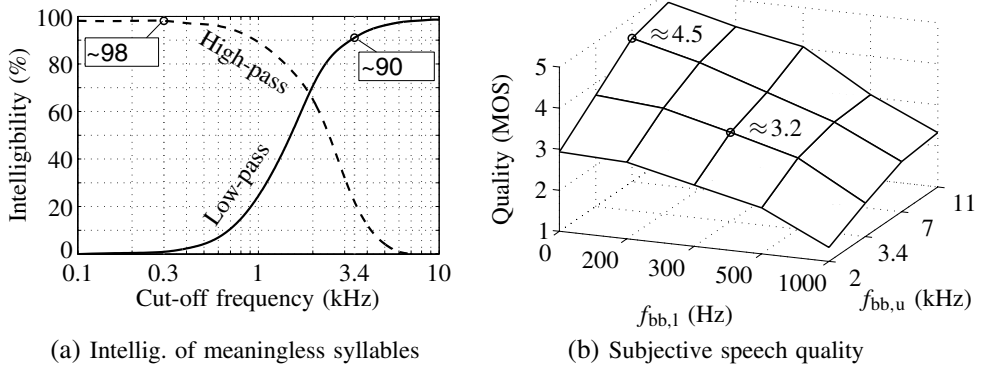 100
80
60
40
20
0
Intelligibility (%)
~98
High-pass
~90
Low-pass
0.1 0.3 1 3.4 10
Cut-off frequency (kHz)
(a) Intellig. of meaningless syllables
≈4.5
≈3.2
5
4
3
2
1
Quality (MOS)
0 200 300 500 1000
f_bb,l (Hz)
2 3.4 7 11
f_bb,u (kHz)
(b) Subjective speech quality